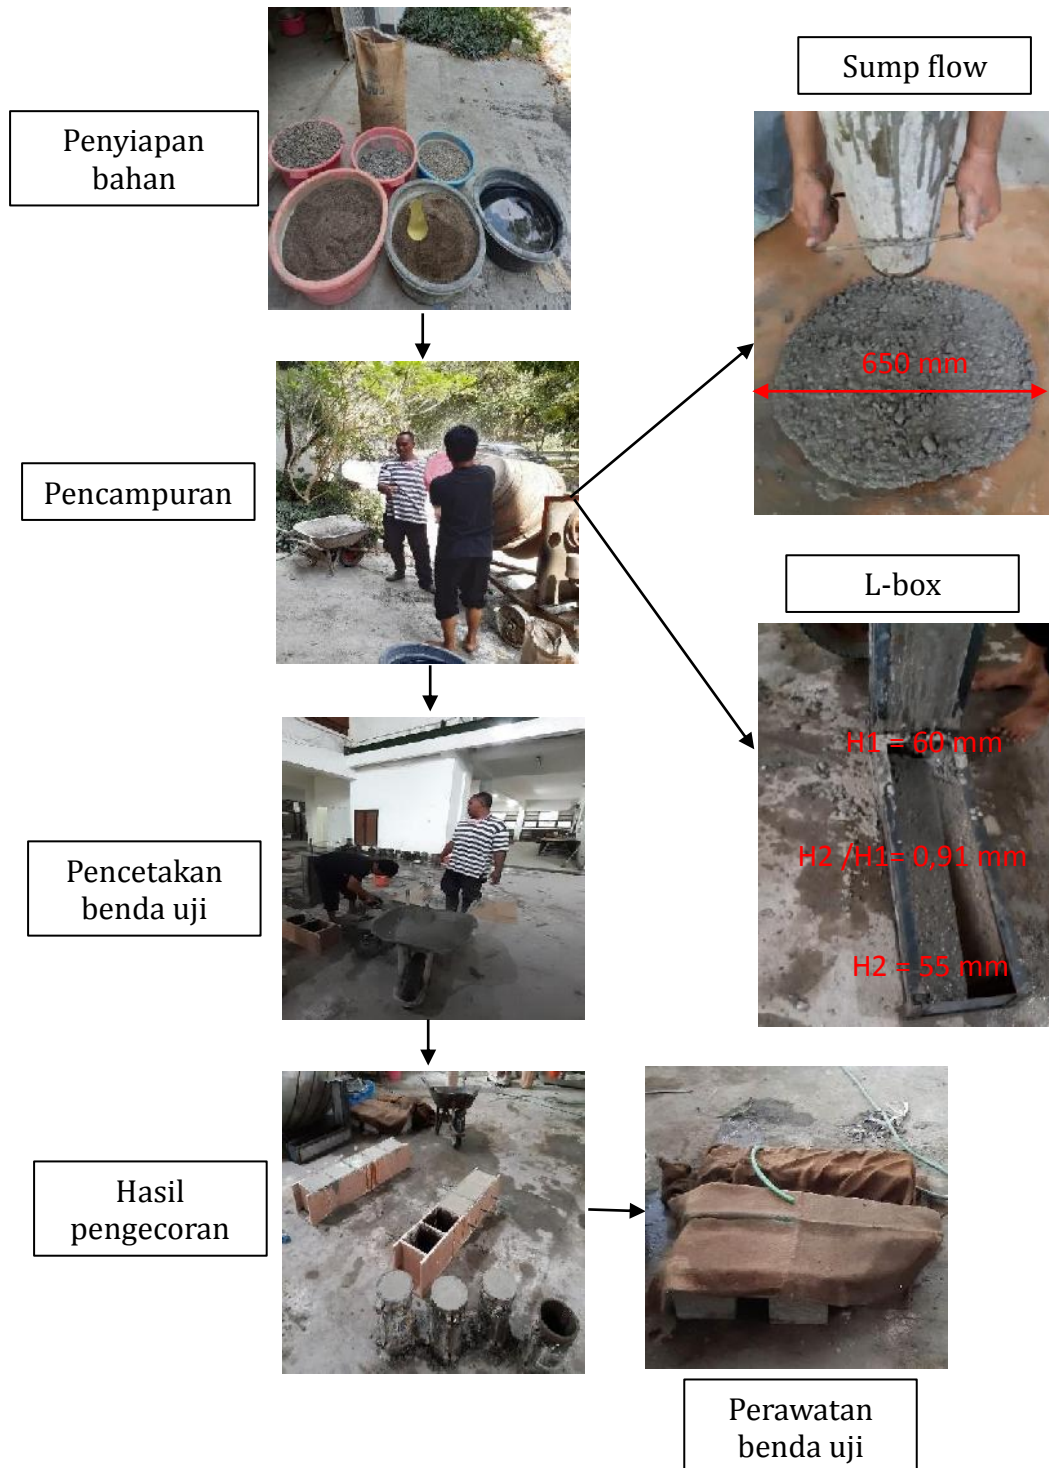 Sump flow
Penyiapan
bahan
650 mm
Pencampuran
L-box
H1 = 60 mm
H2 /H1= 0,91 mm
H2 = 55 mm
Pencetakan
benda uji
Hasil
pengecoran
Perawatan
benda uji